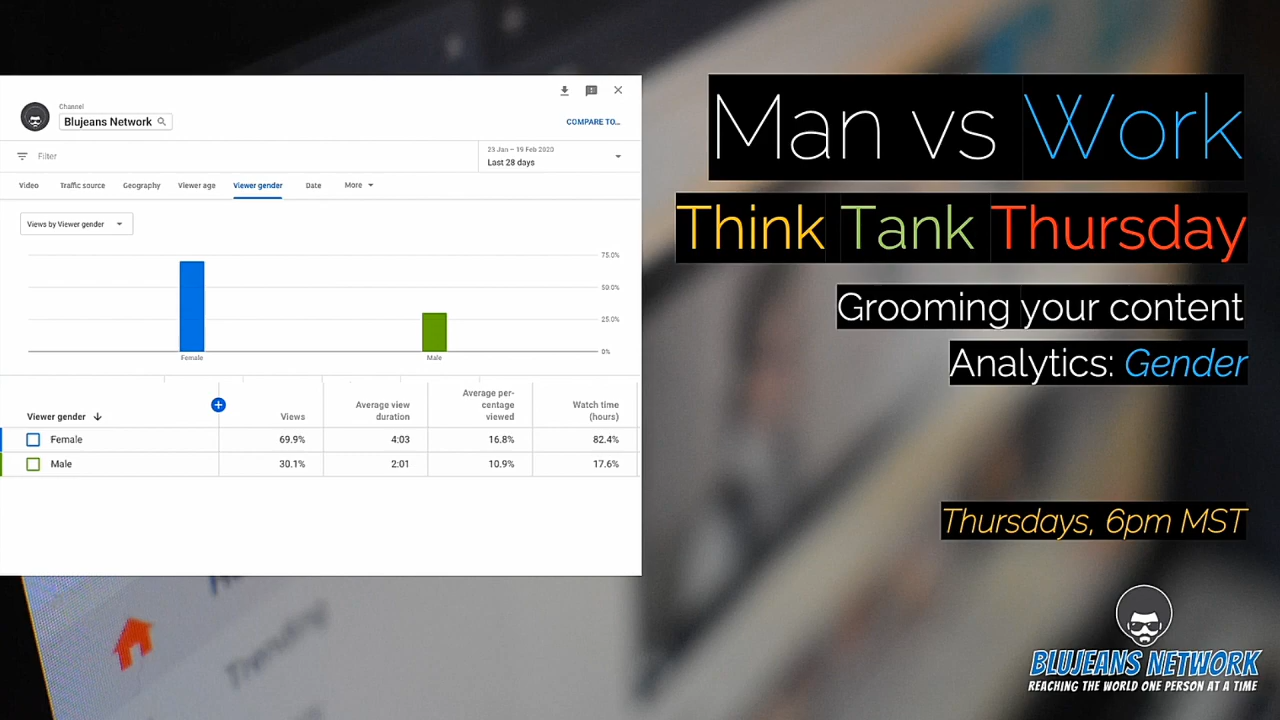 Channel
Blujeans Network
COMPARE TO...
Filter
23 Jan – 19 Feb 2020
Last 28 days
Video Traffic source Geography Viewer age Viewer gender Date More
Views by Viewer gender
75.0%
50.0%
25.0%
0%
Female Male
Viewer gender Views Average view duration Average per-centage viewed Watch time (hours)
Female 69.9% 4:03 16.8% 82.4%
Male 30.1% 2:01 10.9% 17.6%
Man vs Work
Think Tank Thursday
Grooming your content
Analytics: Gender
Thursdays, 6pm MST
Trending
BLUJEANS NETWORK
REACHING THE WORLD ONE PERSON AT A TIME